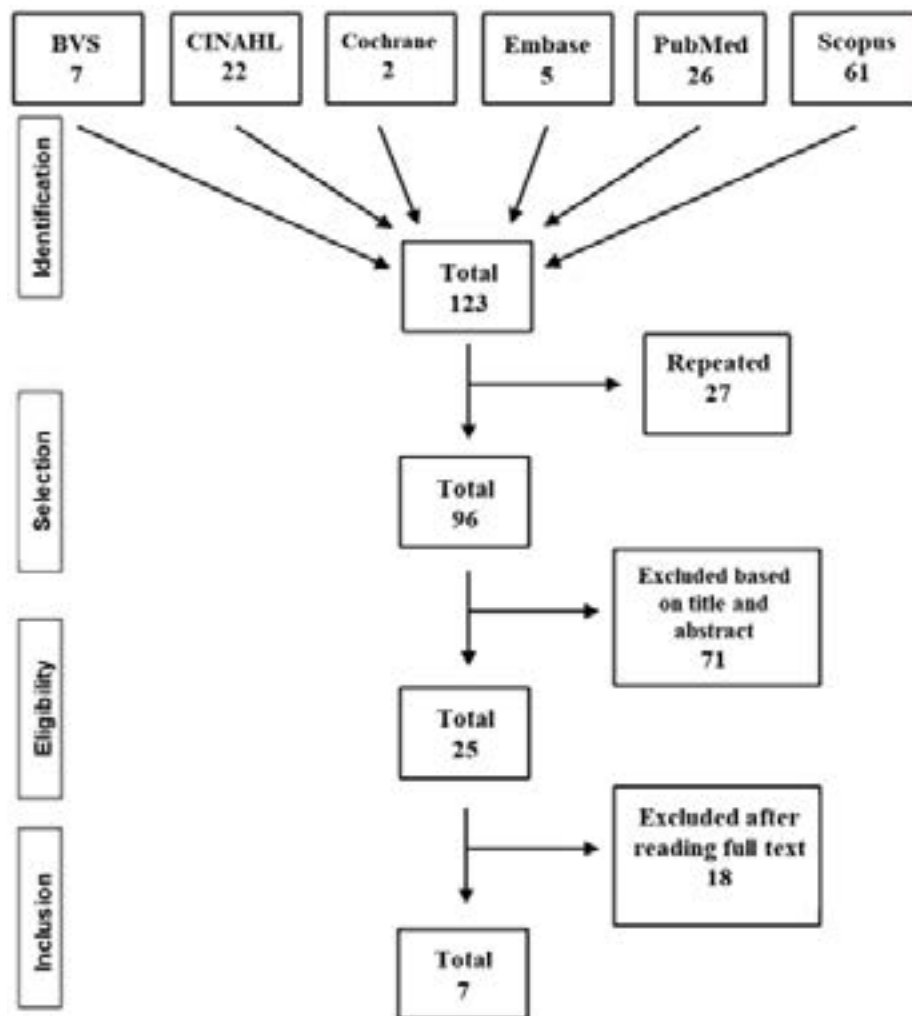 BVS
7
CINAHL
22
Cochrane
2
Embase
5
PubMed
26
Scopus
61
Identification
Total
123
Repeated
27
Selection
Total
96
Excluded based
on title and
abstract
71
Eligibility
Total
25
Excluded after
reading full text
18
Inclusion
Total
7